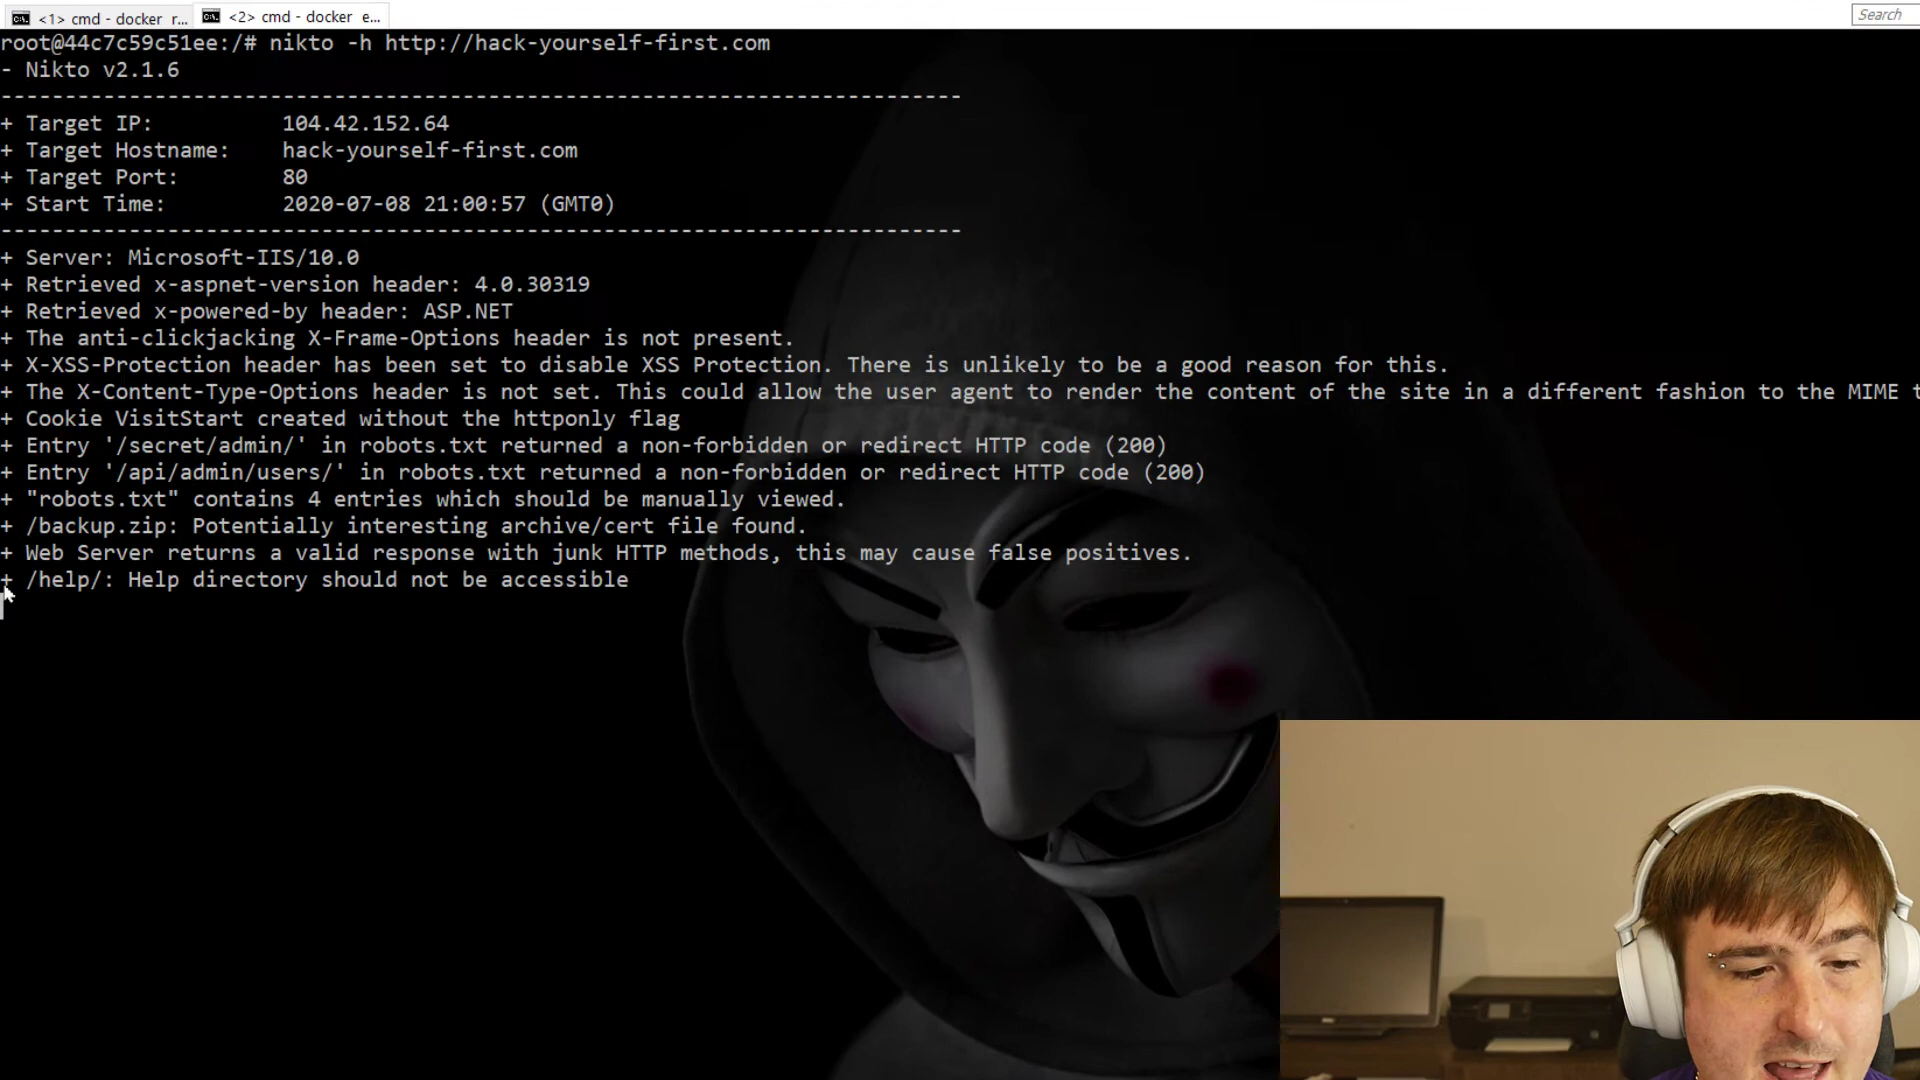 <1> cmd - docker r...
<2> cmd - docker e...
Search
root@44c7c59c51ee:/# nikto -h http://hack-yourself-first.com
- Nikto v2.1.6
---------------------------------------------------------------------------
+ Target IP:          104.42.152.64
+ Target Hostname:    hack-yourself-first.com
+ Target Port:        80
+ Start Time:         2020-07-08 21:00:57 (GMT0)
---------------------------------------------------------------------------
+ Server: Microsoft-IIS/10.0
+ Retrieved x-aspnet-version header: 4.0.30319
+ Retrieved x-powered-by header: ASP.NET
+ The anti-clickjacking X-Frame-Options header is not present.
+ X-XSS-Protection header has been set to disable XSS Protection. There is unlikely to be a good reason for this.
+ The X-Content-Type-Options header is not set. This could allow the user agent to render the content of the site in a different fashion to the MIME t
+ Cookie VisitStart created without the httponly flag
+ Entry '/secret/admin/' in robots.txt returned a non-forbidden or redirect HTTP code (200)
+ Entry '/api/admin/users/' in robots.txt returned a non-forbidden or redirect HTTP code (200)
+ "robots.txt" contains 4 entries which should be manually viewed.
+ /backup.zip: Potentially interesting archive/cert file found.
+ Web Server returns a valid response with junk HTTP methods, this may cause false positives.
+ /help/: Help directory should not be accessible